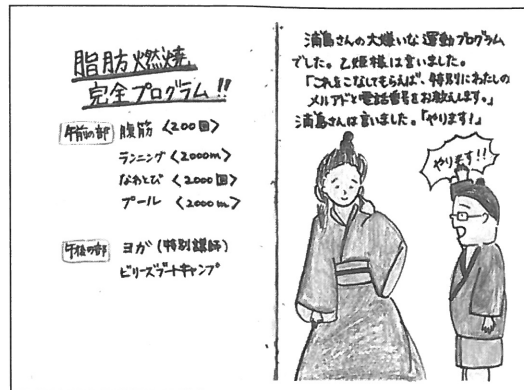 脂肪燃焼
完全プログラム!!
午前の部 腹筋〈200回〉
ランニング〈2000m〉
なわとび〈2000回〉
プール〈2000m〉
午後の部 ヨガ(特別講師)
ビリーズブートキャンプ
浦島さんの大嫌いな運動プログラム
でした。乙姫様は言いました。
「これをこなしてもらえば、特別にわたしの
メルアドと電話番号をお教えします。」
浦島さんは言いました。「やります!」
やります!!